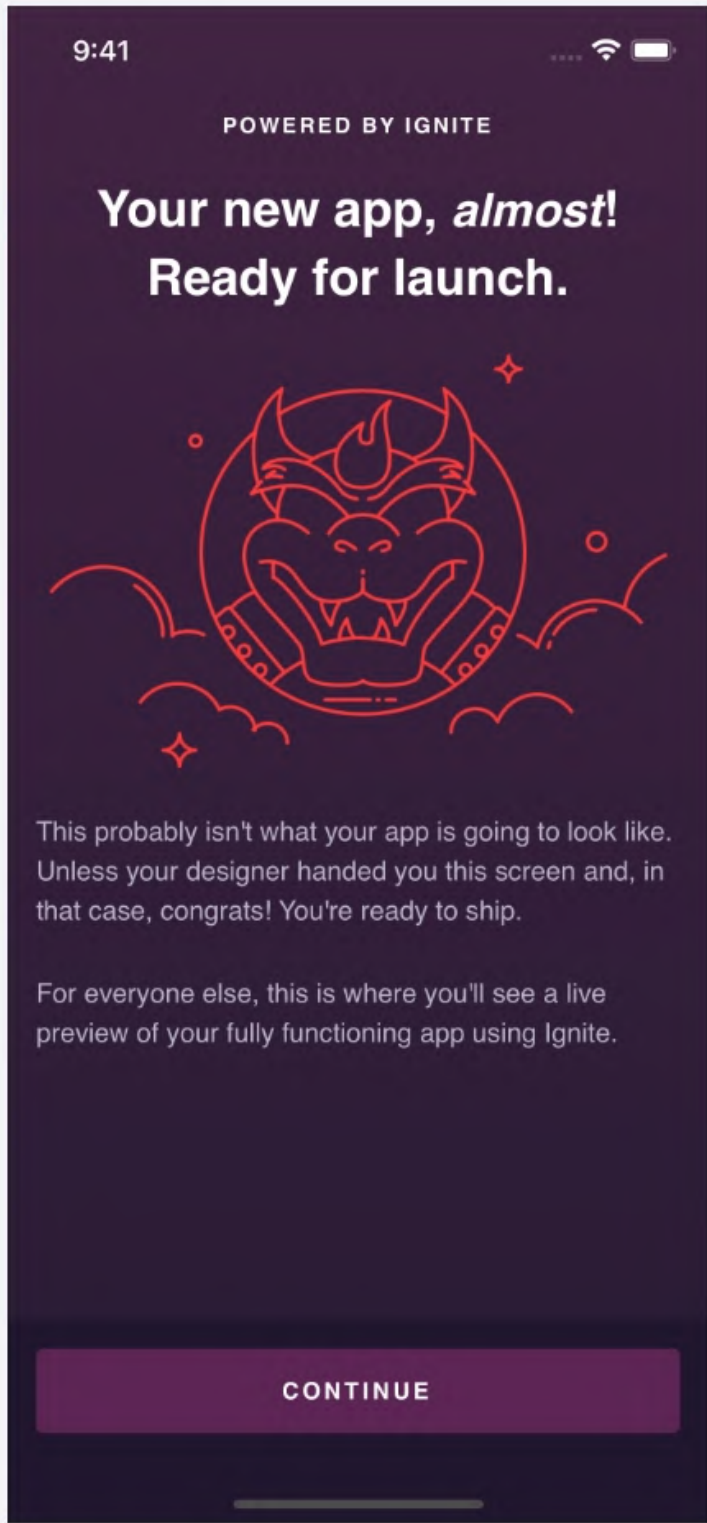 9:41
POWERED BY IGNITE
Your new app, almost!
Ready for launch.
This probably isn't what your app is going to look like.
Unless your designer handed you this screen and, in
that case, congrats! You're ready to ship.
For everyone else, this is where you'll see a live
preview of your fully functioning app using Ignite.
CONTINUE